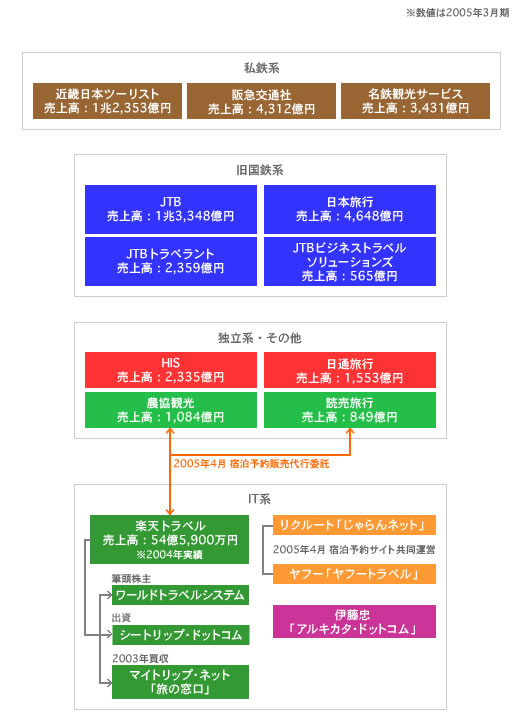 ※数値は2005年3月期
私鉄系
近畿日本ツーリスト
売上高：1兆2,353億円
阪急交通社
売上高：4,312億円
名鉄観光サービス
売上高：3,431億円
旧国鉄系
JTB
売上高：1兆3,348億円
日本旅行
売上高：4,648億円
JTBトラベラント
売上高：2,359億円
JTBビジネストラベル
ソリューションズ
売上高：565億円
独立系・その他
HIS
売上高：2,335億円
日通旅行
売上高：1,553億円
農協観光
売上高：1,084億円
読売旅行
売上高：849億円
2005年4月 宿泊予約販売代行委託
IT系
楽天トラベル
売上高：54億5,900万円
※2004年実績
筆頭株主
ワールドトラベルシステム
出資
シートリップ・ドットコム
2003年買収
マイトリップ・ネット
「旅の窓口」
リクルート「じゃらんネット」
2005年4月 宿泊予約サイト共同運営
ヤフー「ヤフートラベル」
伊藤忠
「アルキカタ・ドットコム」